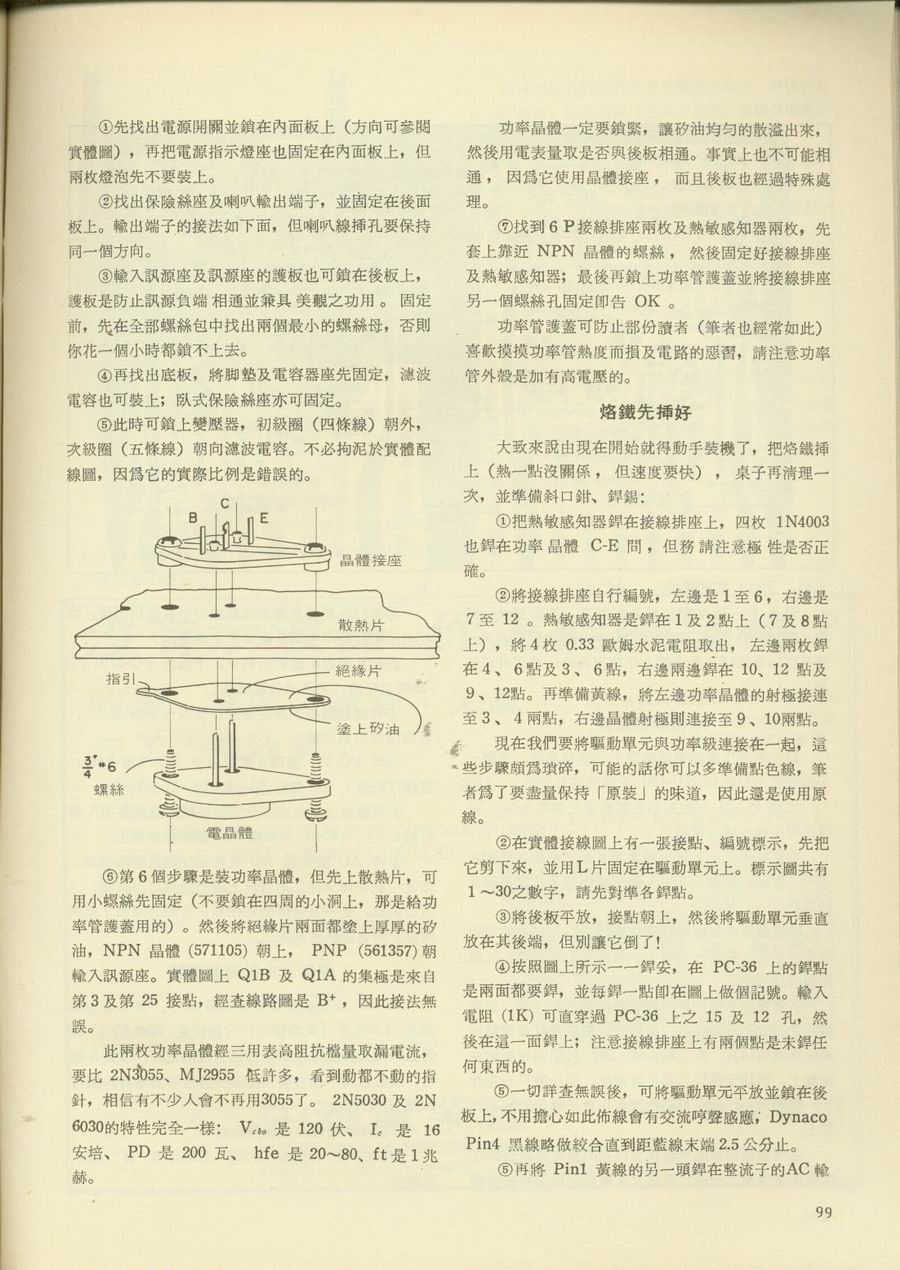 ①先找出電源開關並鎖在內面板上（方向可參閱
實體圖），再把電源指示燈座也固定在內面板上，但
兩枚燈泡先不要裝上。
②找出保險絲座及喇叭輸出端子，並固定在後面
板上。輸出端子的接法如下面，但喇叭線挿孔要保持
同一個方向。
③輸入訊源座及訊源座的護板也可鎖在後板上，
護板是防止訊源負端相通並兼具美觀之功用。固定
前，先在全部螺絲包中找出兩個最小的螺絲母，否則
你花一個小時都鎖不上去。
④再找出底板，將脚墊及電容器座先固定，濾波
電容也可裝上；臥式保險絲座亦可固定。
⑤此時可鎖上變壓器，初級圈（四條線）朝外，
次級圈（五條線）朝向濾波電容。不必拘泥於實體配
線圖，因爲它的實際比例是錯誤的。
B C E
晶體接座
散熱片
指引
絕緣片
塗上矽油
3/4" #6
螺絲
電晶體
⑥第6個步驟是裝功率晶體，但先上散熱片，可
用小螺絲先固定（不要鎖在四周的小洞上，那是給功
率管護蓋用的）。然後將絕緣片兩面都塗上厚厚的矽
油，NPN 晶體 (571105) 朝上， PNP (561357) 朝
輸入訊源座。實體圖上 Q1B 及 Q1A 的集極是來自
第3及第 25 接點，經查線路圖是 B⁺，因此接法無
誤。
此兩枚功率晶體經三用表高阻抗檔量取漏電流，
要比 2N3055、MJ2955 低許多，看到動都不動的指
針，相信有不少人會不再用3055了。 2N5030 及 2N
6030的特性完全一樣： Vcbo 是 120 伏、 Ic 是 16
安培、 PD 是 200 瓦、 hfe 是 20～80、ft 是1兆
赫。
功率晶體一定要鎖緊，讓矽油均勻的散溢出來，
然後用電表量取是否與後板相通。事實上也不可能相
通，因爲它使用晶體接座，而且後板也經過特殊處
理。
⑦找到 6 P接線排座兩枚及熱敏感知器兩枚，先
套上靠近 NPN 晶體的螺絲，然後固定好接線排座
及熱敏感知器；最後再鎖上功率管護蓋並將接線排座
另一個螺絲孔固定卽告 OK 。
功率管護蓋可防止部份讀者（筆者也經常如此）
喜歡摸摸功率管熱度而損及電路的惡習，請注意功率
管外殼是加有高電壓的。
烙鐵先挿好
大致來說由現在開始就得動手裝機了，把烙鐵挿
上（熱一點沒關係，但速度要快），桌子再淸理一
次，並準備斜口鉗、銲錫：
①把熱敏感知器銲在接線排座上，四枚 1N4003
也銲在功率晶體 C-E 間，但務請注意極性是否正
確。
②將接線排座自行編號，左邊是1至6，右邊是
7至 12 。熱敏感知器是銲在1及2點上（7及8點
上），將4枚 0.33 歐姆水泥電阻取出，左邊兩枚銲
在4、6點及3、6點，右邊兩邊銲在 10、12 點及
9、12點。再準備黃線，將左邊功率晶體的射極接連
至3、4兩點，右邊晶體射極則連接至9、10兩點。
現在我們要將驅動單元與功率級連接在一起，這
些步驟頗爲瑣碎，可能的話你可以多準備點色線，筆
者爲了要盡量保持「原裝」的味道，因此還是使用原
線。
②在實體接線圖上有一張接點、編號標示，先把
它剪下來，並用L片固定在驅動單元上。標示圖共有
1～30之數字，請先對準各銲點。
③將後板平放，接點朝上，然後將驅動單元垂直
放在其後端，但別讓它倒了！
④按照圖上所示一一銲妥，在 PC-36 上的銲點
是兩面都要銲，並每銲一點卽在圖上做個記號。輸入
電阻 (1K) 可直穿過 PC-36 上之 15 及 12 孔，然
後在這一面銲上；注意接線排座上有兩個點是未銲任
何東西的。
⑤一切詳查無誤後，可將驅動單元平放並鎖在後
板上，不用擔心如此佈線會有交流哼聲感應，Dynaco
Pin4 黑線略做絞合直到距藍線末端 2.5 公分止。
⑤再將 Pin1 黃線的另一頭銲在整流子的AC 輸
99